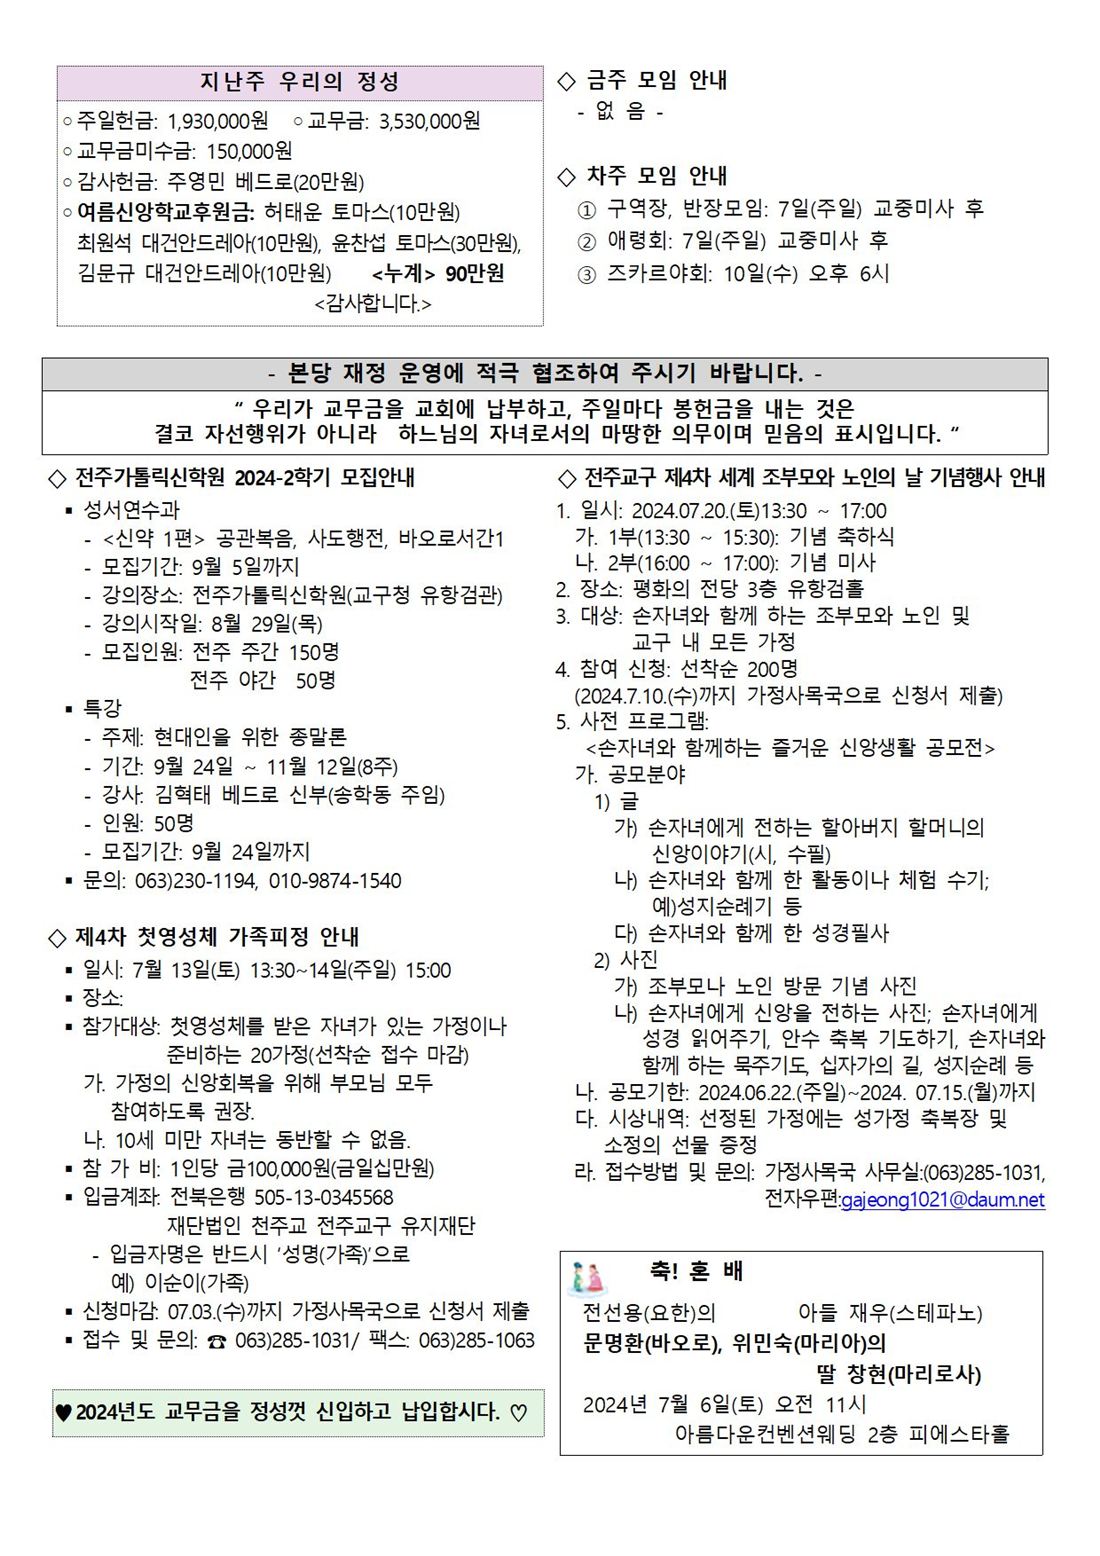 지난주 우리의 정성
○ 주일헌금: 1,930,000원 ○ 교무금: 3,530,000원
○ 교무금미수금: 150,000원
○ 감사헌금: 주영민 베드로(20만원)
○ 여름신앙학교후원금: 허태운 토마스(10만원)
최원석 대건안드레아(10만원), 윤찬섭 토마스(30만원),
김문규 대건안드레아(10만원) <누계> 90만원
<감사합니다.>
◇ 금주 모임 안내
- 없 음 -
◇ 차주 모임 안내
① 구역장, 반장모임: 7일(주일) 교중미사 후
② 애령회: 7일(주일) 교중미사 후
③ 즈카르야회: 10일(수) 오후 6시
- 본당 재정 운영에 적극 협조하여 주시기 바랍니다. -
“ 우리가 교무금을 교회에 납부하고, 주일마다 봉헌금을 내는 것은
결코 자선행위가 아니라 하느님의 자녀로서의 마땅한 의무이며 믿음의 표시입니다. “
◇ 전주가톨릭신학원 2024-2학기 모집안내
▪ 성서연수과
- <신약 1편> 공관복음, 사도행전, 바오로서간1
- 모집기간: 9월 5일까지
- 강의장소: 전주가톨릭신학원(교구청 유항검관)
- 강의시작일: 8월 29일(목)
- 모집인원: 전주 주간 150명
전주 야간 50명
▪ 특강
- 주제: 현대인을 위한 종말론
- 기간: 9월 24일 ~ 11월 12일(8주)
- 강사: 김혁태 베드로 신부(송학동 주임)
- 인원: 50명
- 모집기간: 9월 24일까지
▪ 문의: 063)230-1194, 010-9874-1540
◇ 제4차 첫영성체 가족피정 안내
▪ 일시: 7월 13일(토) 13:30~14일(주일) 15:00
▪ 장소:
▪ 참가대상: 첫영성체를 받은 자녀가 있는 가정이나
준비하는 20가정(선착순 접수 마감)
가. 가정의 신앙회복을 위해 부모님 모두
참여하도록 권장.
나. 10세 미만 자녀는 동반할 수 없음.
▪ 참 가 비: 1인당 금100,000원(금일십만원)
▪ 입금계좌: 전북은행 505-13-0345568
재단법인 천주교 전주교구 유지재단
- 입금자명은 반드시 ‘성명(가족)’으로
예) 이순이(가족)
▪ 신청마감: 07.03.(수)까지 가정사목국으로 신청서 제출
▪ 접수 및 문의: ☎ 063)285-1031/ 팩스: 063)285-1063
♥2024년도 교무금을 정성껏 신입하고 납입합시다. ♡
◇ 전주교구 제4차 세계 조부모와 노인의 날 기념행사 안내
1. 일시: 2024.07.20.(토)13:30 ~ 17:00
가. 1부(13:30 ~ 15:30): 기념 축하식
나. 2부(16:00 ~ 17:00): 기념 미사
2. 장소: 평화의 전당 3층 유항검홀
3. 대상: 손자녀와 함께 하는 조부모와 노인 및
교구 내 모든 가정
4. 참여 신청: 선착순 200명
(2024.7.10.(수)까지 가정사목국으로 신청서 제출)
5. 사전 프로그램:
<손자녀와 함께하는 즐거운 신앙생활 공모전>
가. 공모분야
1) 글
가) 손자녀에게 전하는 할아버지 할머니의
신앙이야기(시, 수필)
나) 손자녀와 함께 한 활동이나 체험 수기;
예)성지순례기 등
다) 손자녀와 함께 한 성경필사
2) 사진
가) 조부모나 노인 방문 기념 사진
나) 손자녀에게 신앙을 전하는 사진; 손자녀에게
성경 읽어주기, 안수 축복 기도하기, 손자녀와
함께 하는 묵주기도, 십자가의 길, 성지순례 등
나. 공모기한: 2024.06.22.(주일)~2024. 07.15.(월)까지
다. 시상내역: 선정된 가정에는 성가정 축복장 및
소정의 선물 증정
라. 접수방법 및 문의: 가정사목국 사무실:(063)285-1031,
전자우편:gajeong1021@daum.net
축! 혼 배
전선용(요한)의 아들 재우(스테파노)
문명환(바오로), 위민숙(마리아)의
딸 창현(마리로사)
2024년 7월 6일(토) 오전 11시
아름다운컨벤션웨딩 2층 피에스타홀